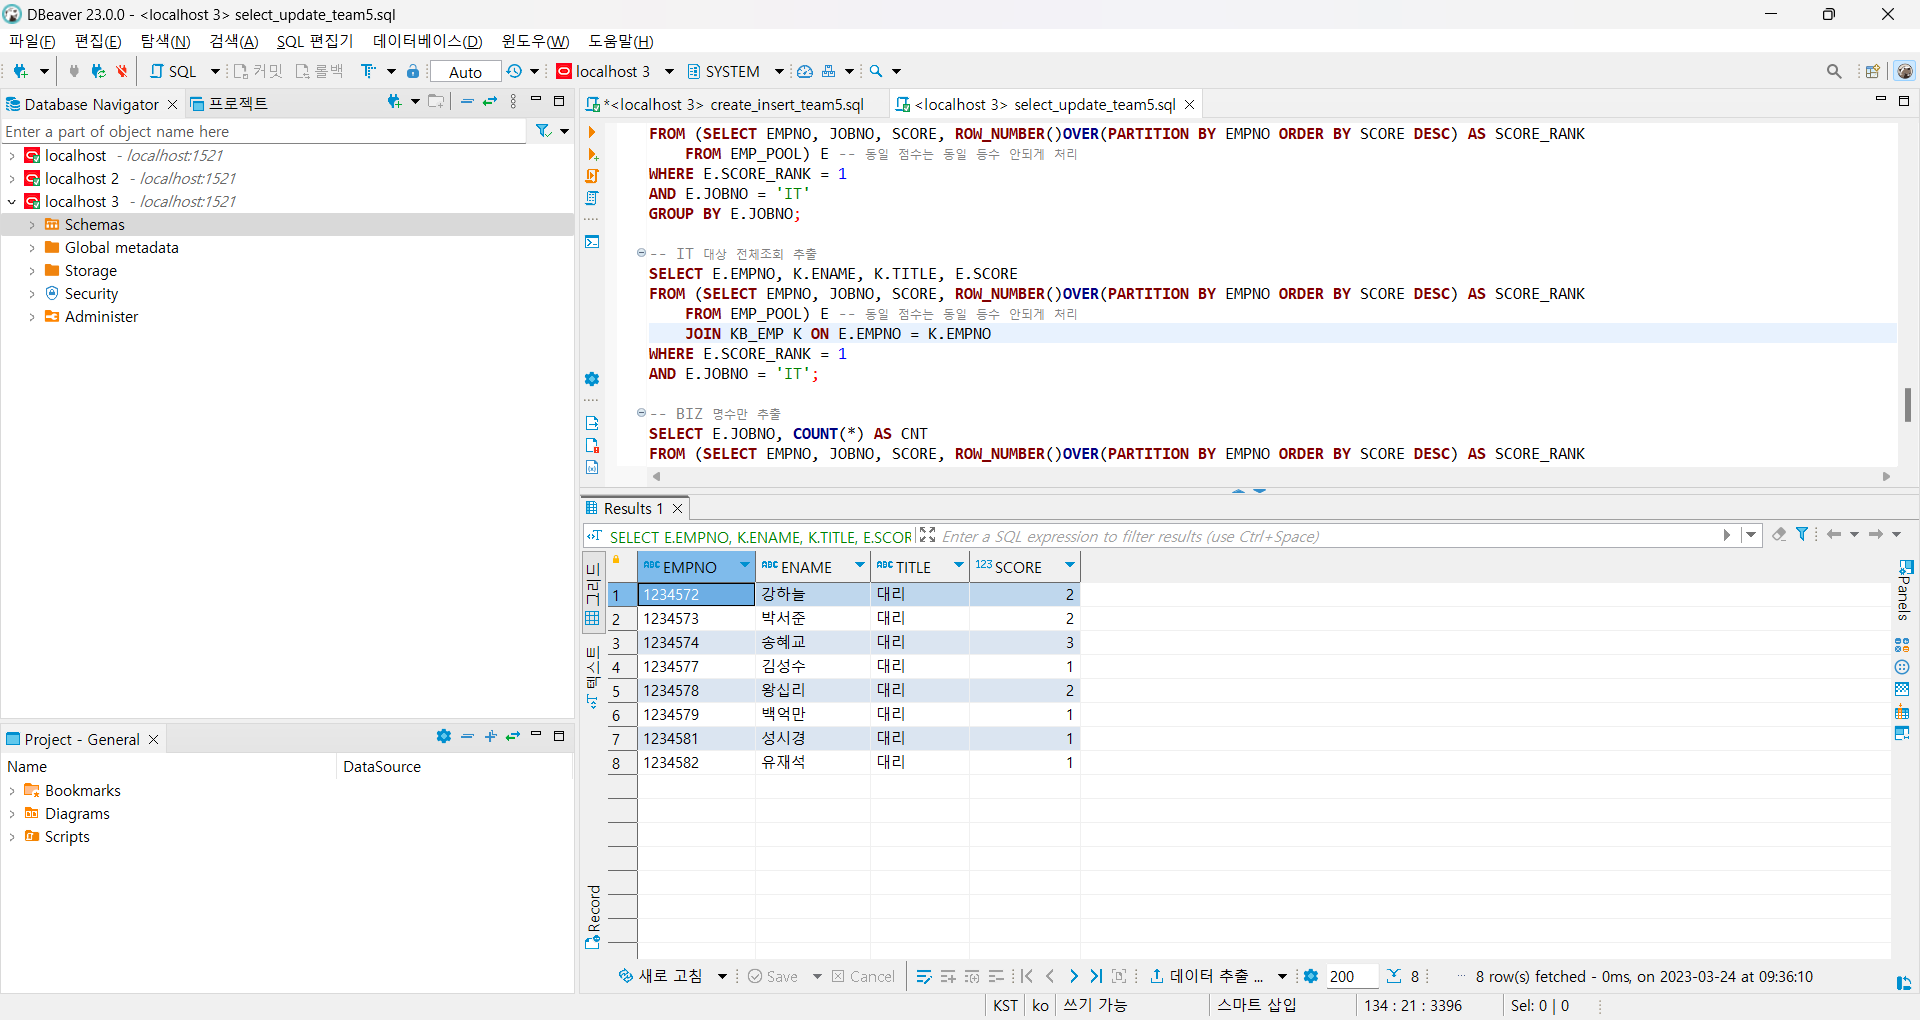 DBeaver 23.0.0 - <localhost 3> select_update_team5.sql
파일(F) 편집(E) 탐색(N) 검색(A) SQL 편집기 데이터베이스(D) 윈도우(W) 도움말(H)
SQL 커밋 롤백 Auto localhost 3 SYSTEM
Database Navigator 프로젝트
Enter a part of object name here
localhost - localhost:1521
localhost 2 - localhost:1521
localhost 3 - localhost:1521
Schemas
Global metadata
Storage
Security
Administer
Project - General
Name DataSource
Bookmarks
Diagrams
Scripts
*<localhost 3> create_insert_team5.sql <localhost 3> select_update_team5.sql
FROM (SELECT EMPNO, JOBNO, SCORE, ROW_NUMBER()OVER(PARTITION BY EMPNO ORDER BY SCORE DESC) AS SCORE_RANK
FROM EMP_POOL) E -- 동일 점수는 동일 등수 안되게 처리
WHERE E.SCORE_RANK = 1
AND E.JOBNO = 'IT'
GROUP BY E.JOBNO;
-- IT 대상 전체조회 추출
SELECT E.EMPNO, K.ENAME, K.TITLE, E.SCORE
FROM (SELECT EMPNO, JOBNO, SCORE, ROW_NUMBER()OVER(PARTITION BY EMPNO ORDER BY SCORE DESC) AS SCORE_RANK
FROM EMP_POOL) E -- 동일 점수는 동일 등수 안되게 처리
JOIN KB_EMP K ON E.EMPNO = K.EMPNO
WHERE E.SCORE_RANK = 1
AND E.JOBNO = 'IT';
-- BIZ 명수만 추출
SELECT E.JOBNO, COUNT(*) AS CNT
FROM (SELECT EMPNO, JOBNO, SCORE, ROW_NUMBER()OVER(PARTITION BY EMPNO ORDER BY SCORE DESC) AS SCORE_RANK
Results 1
SELECT E.EMPNO, K.ENAME, K.TITLE, E.SCOR Enter a SQL expression to filter results (use Ctrl+Space)
그리드
텍스트
Record
Panels
ABC EMPNO ABC ENAME ABC TITLE 123 SCORE
1 1234572 강하늘 대리 2
2 1234573 박서준 대리 2
3 1234574 송혜교 대리 3
4 1234577 김성수 대리 1
5 1234578 왕십리 대리 2
6 1234579 백억만 대리 1
7 1234581 성시경 대리 1
8 1234582 유재석 대리 1
새로 고침 Save Cancel 데이터 추출 ... 200 8 8 row(s) fetched - 0ms, on 2023-03-24 at 09:36:10
KST ko 쓰기 가능 스마트 삽입 134 : 21 : 3396 Sel: 0 | 0